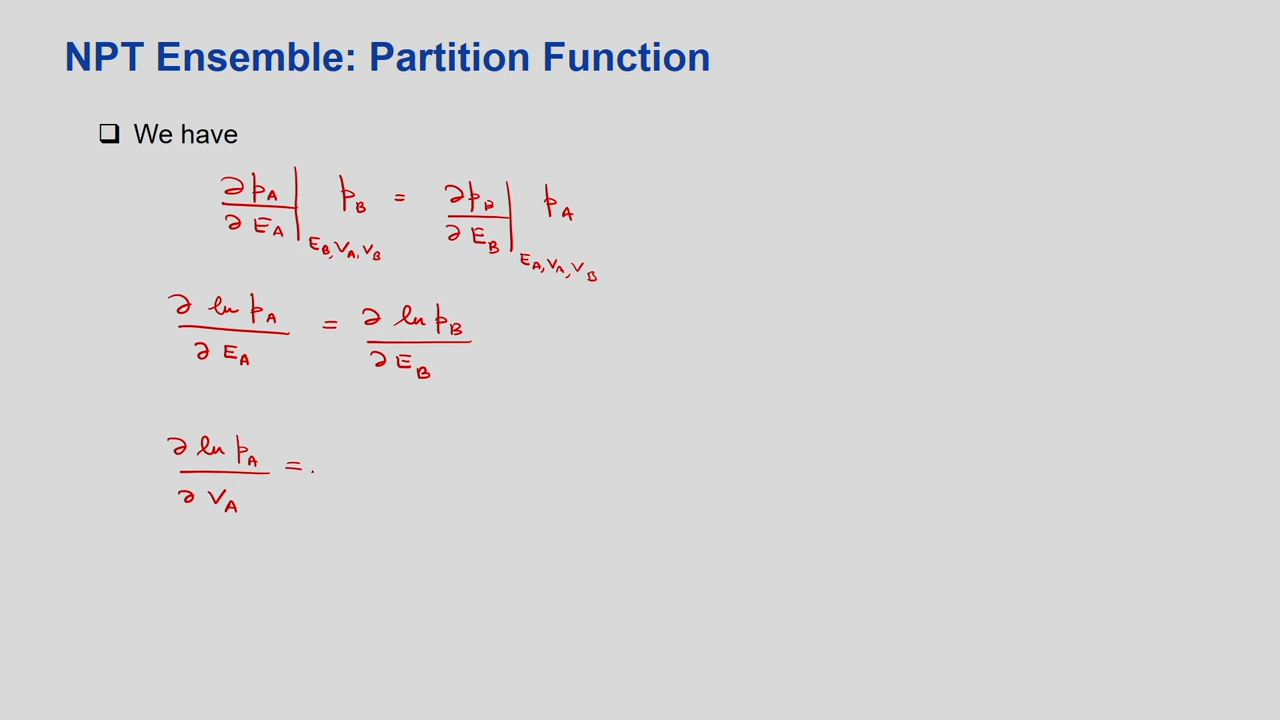 NPT Ensemble: Partition Function
❑ We have
∂p_A/∂E_A |_{E_B, V_A, V_B} p_B = ∂p_B/∂E_B |_{E_A, V_A, V_B} p_A
∂ ln p_A / ∂ E_A = ∂ ln p_B / ∂ E_B
∂ ln p_A / ∂ V_A =